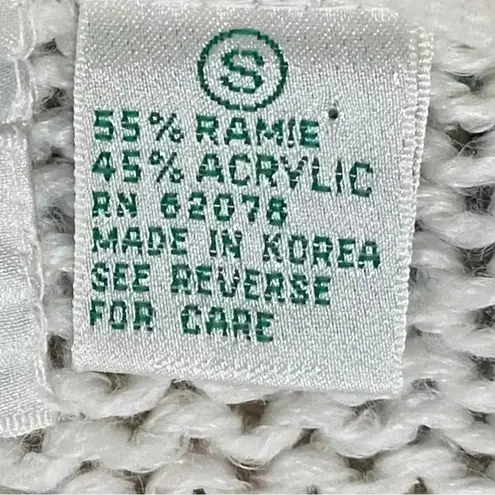 S
55% RAMIE
45% ACRYLIC
RN 62078
MADE IN KOREA
SEE REVERSE
FOR CARE